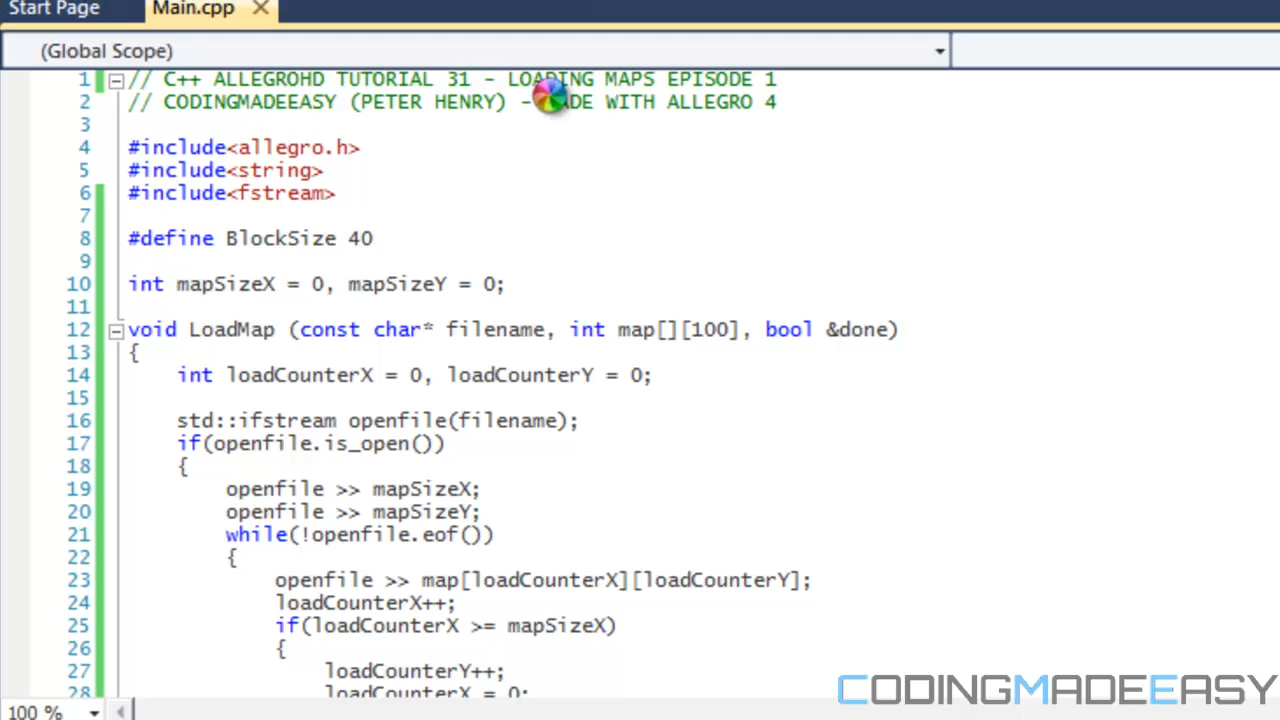 Start Page Main.cpp
(Global Scope)
1 // C++ ALLEGROHD TUTORIAL 31 - LOADING MAPS EPISODE 1
2 // CODINGMADEEASY (PETER HENRY) - MADE WITH ALLEGRO 4
3
4 #include<allegro.h>
5 #include<string>
6 #include<fstream>
7
8 #define BlockSize 40
9
10 int mapSizeX = 0, mapSizeY = 0;
11
12 void LoadMap (const char* filename, int map[][100], bool &done)
13 {
14 int loadCounterX = 0, loadCounterY = 0;
15
16 std::ifstream openfile(filename);
17 if(openfile.is_open())
18 {
19 openfile >> mapSizeX;
20 openfile >> mapSizeY;
21 while(!openfile.eof())
22 {
23 openfile >> map[loadCounterX][loadCounterY];
24 loadCounterX++;
25 if(loadCounterX >= mapSizeX)
26 {
27 loadCounterY++;
28 loadCounterX = 0;
CODINGMADEEASY
100 %